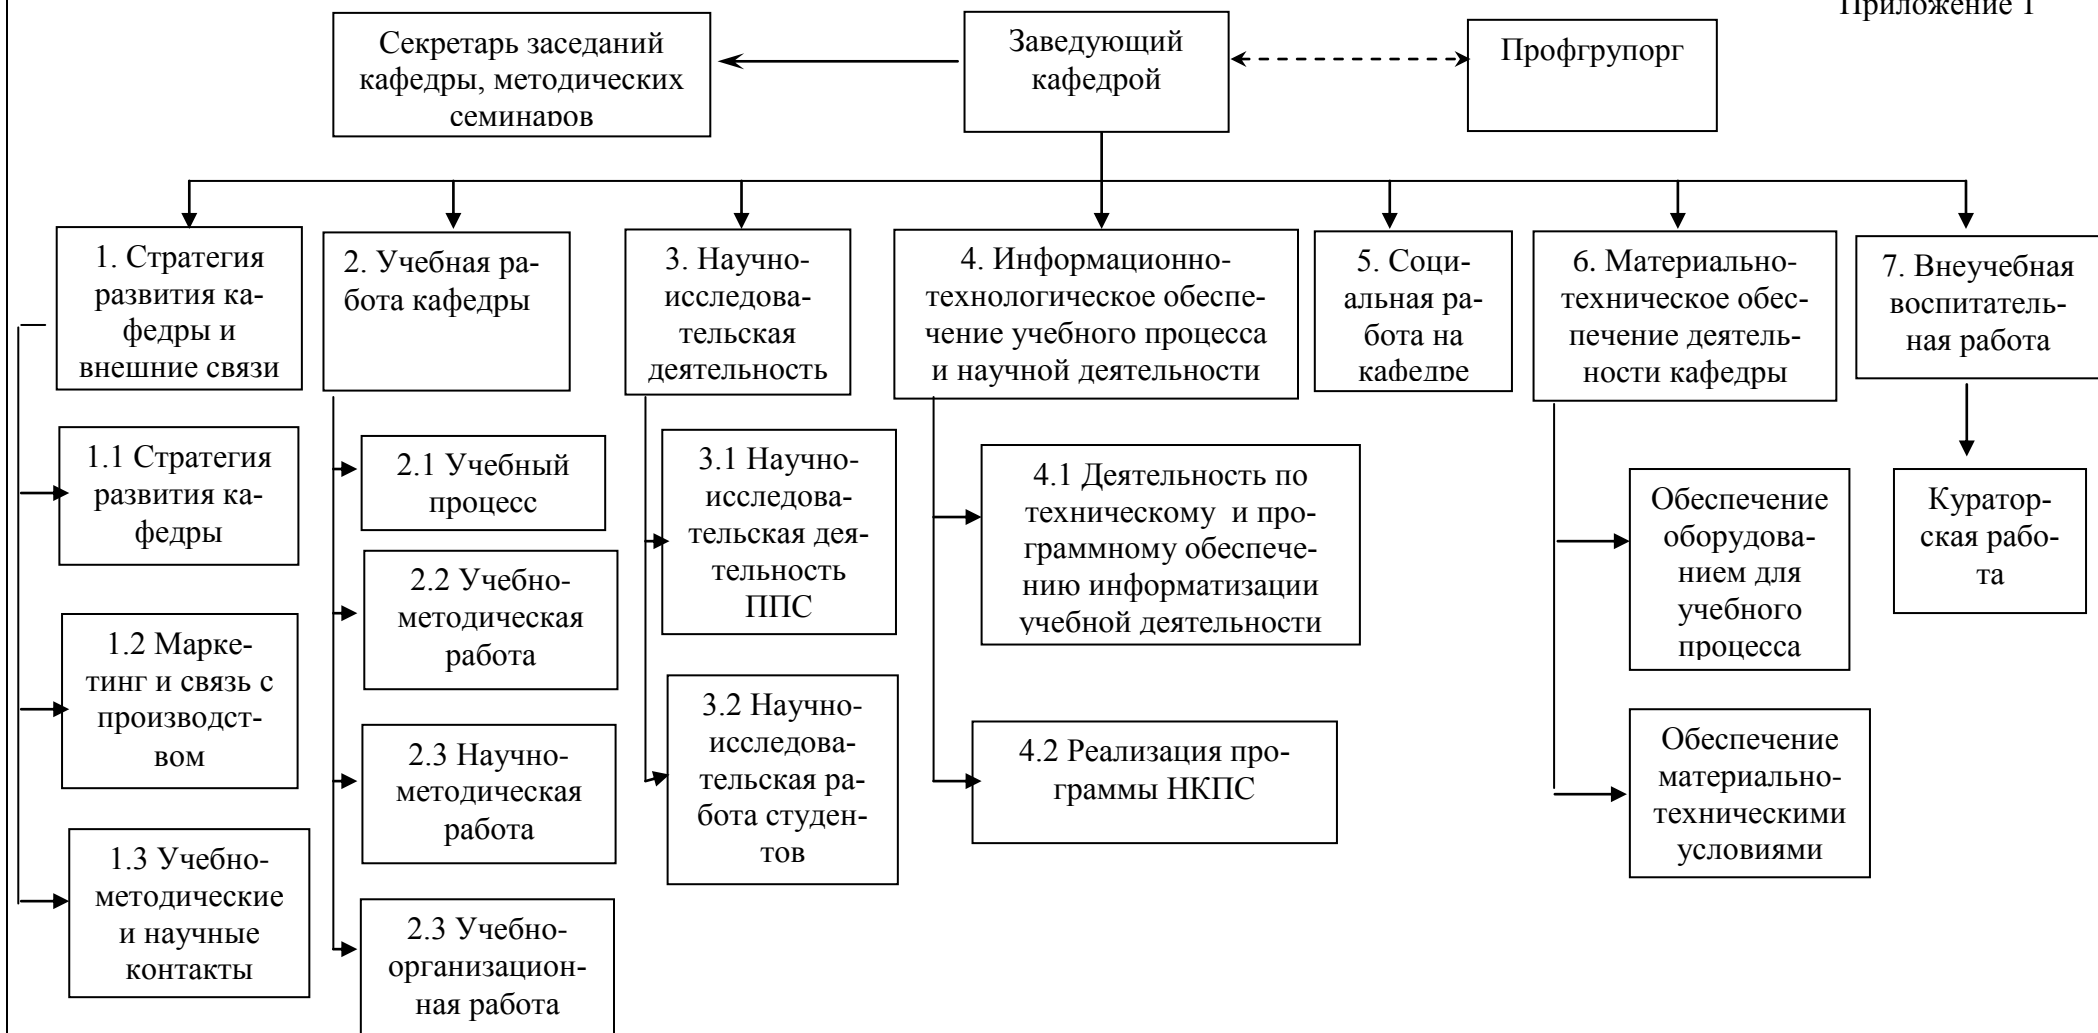 Приложение 1
Секретарь заседаний
кафедры, методических
семинаров
Заведующий
кафедрой
Профгрупорг
1. Стратегия
развития ка-
федры и
внешние связи
2. Учебная ра-
бота кафедры
3. Научно-
исследова-
тельская
деятельность
4. Информационно-
технологическое обеспе-
чение учебного процесса
и научной деятельности
5. Соци-
альная ра-
бота на
кафедре
6. Материально-
техническое обес-
печение деятель-
ности кафедры
7. Внеучебная
воспитатель-
ная работа
1.1 Стратегия
развития ка-
федры
1.2 Марке-
тинг и связь с
производст-
вом
1.3 Учебно-
методические
и научные
контакты
2.1 Учебный
процесс
2.2 Учебно-
методическая
работа
2.3 Научно-
методическая
работа
2.3 Учебно-
организацион-
ная работа
3.1 Научно-
исследова-
тельская дея-
тельность
ППС
3.2 Научно-
исследова-
тельская ра-
бота студен-
тов
4.1 Деятельность по
техническому и про-
граммному обеспече-
нию информатизации
учебной деятельности
4.2 Реализация про-
граммы НКПС
Обеспечение
оборудова-
нием для
учебного
процесса
Обеспечение
материально-
техническими
условиями
Куратор-
ская рабо-
та